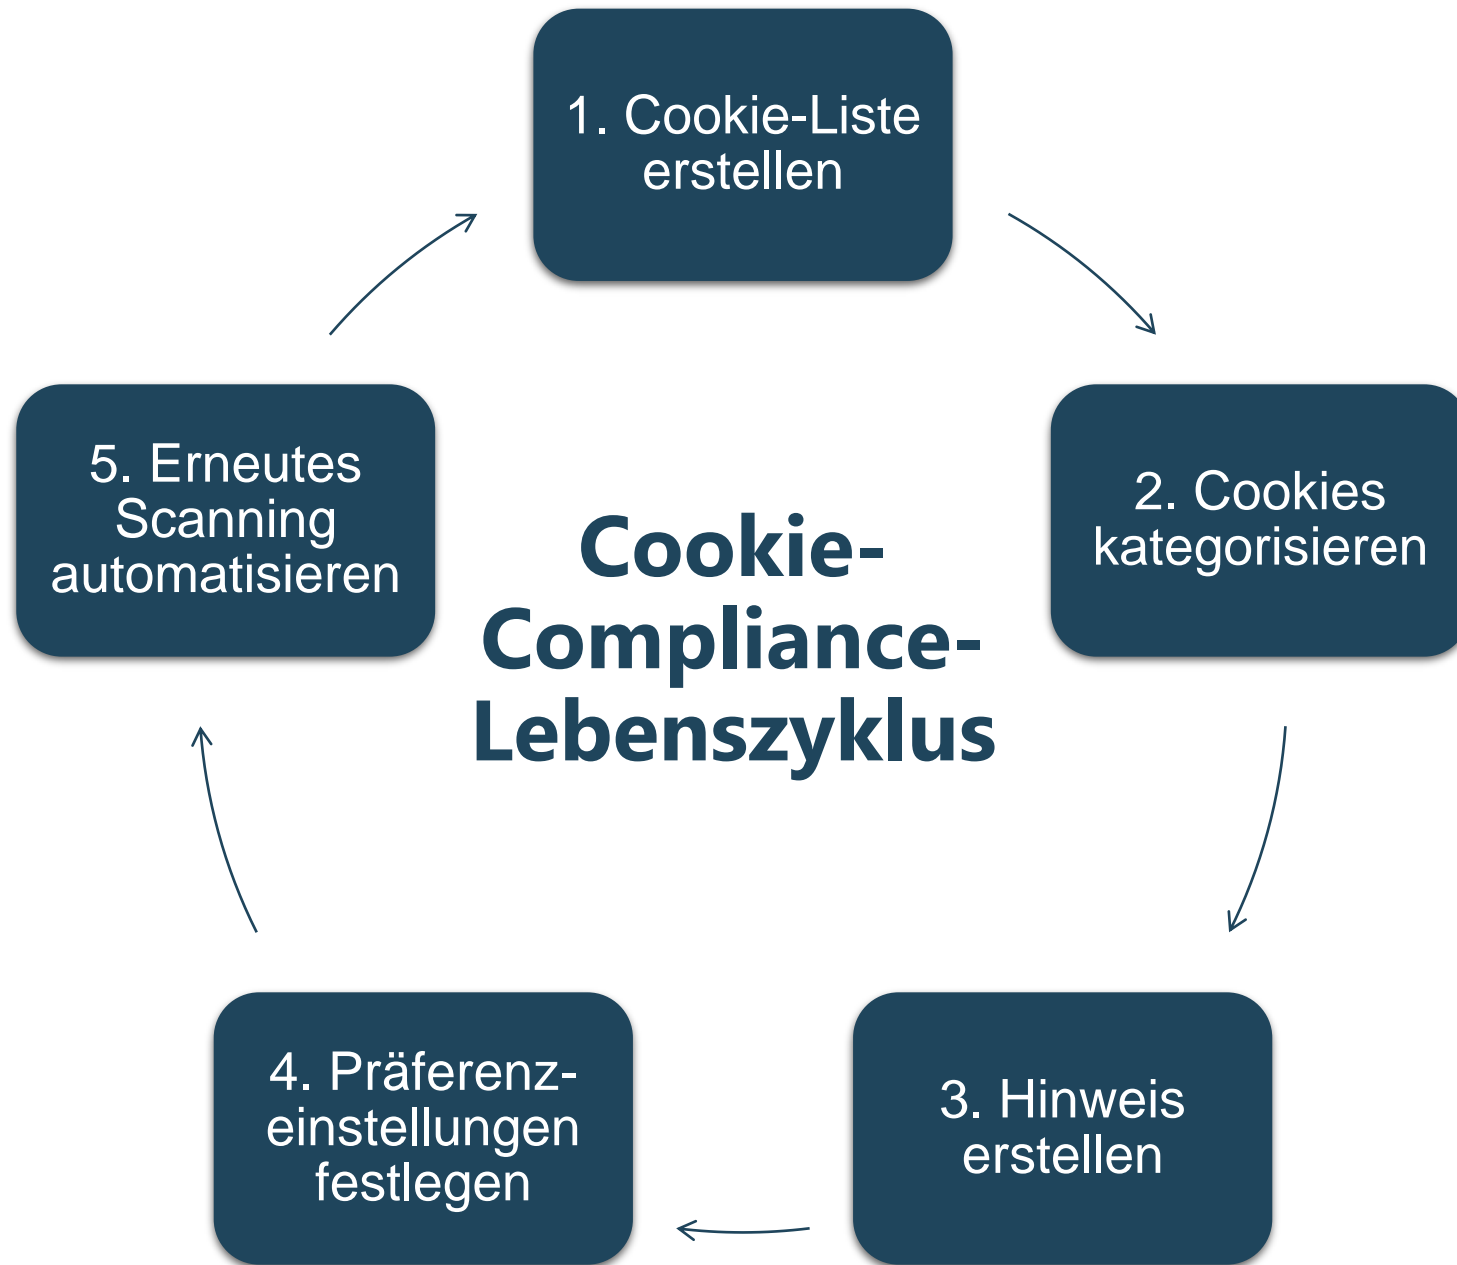 1. Cookie-Liste
erstellen
2. Cookies
kategorisieren
3. Hinweis
erstellen
4. Präferenz-
einstellungen
festlegen
5. Erneutes
Scanning
automatisieren
Cookie-
Compliance-
Lebenszyklus